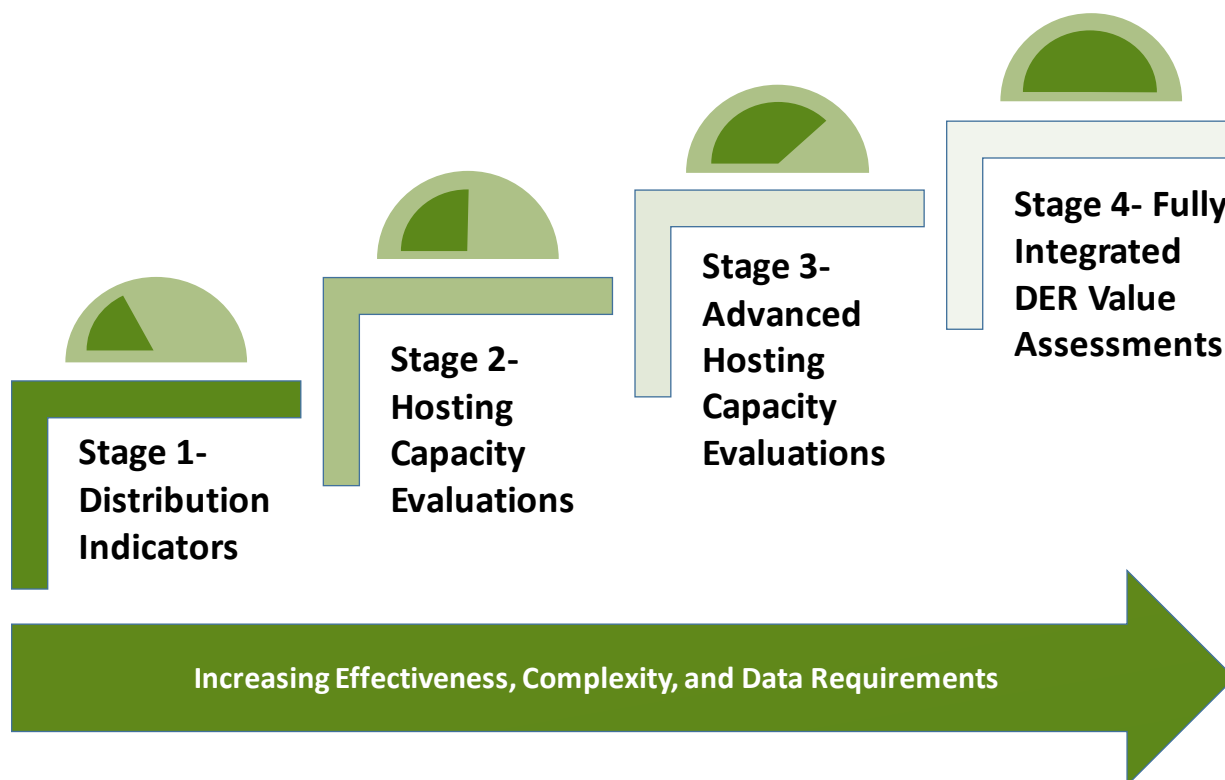 Stage 1-
Distribution
Indicators
Stage 2-
Hosting
Capacity
Evaluations
Stage 3-
Advanced
Hosting
Capacity
Evaluations
Stage 4- Fully
Integrated
DER Value
Assessments
Increasing Effectiveness, Complexity, and Data Requirements